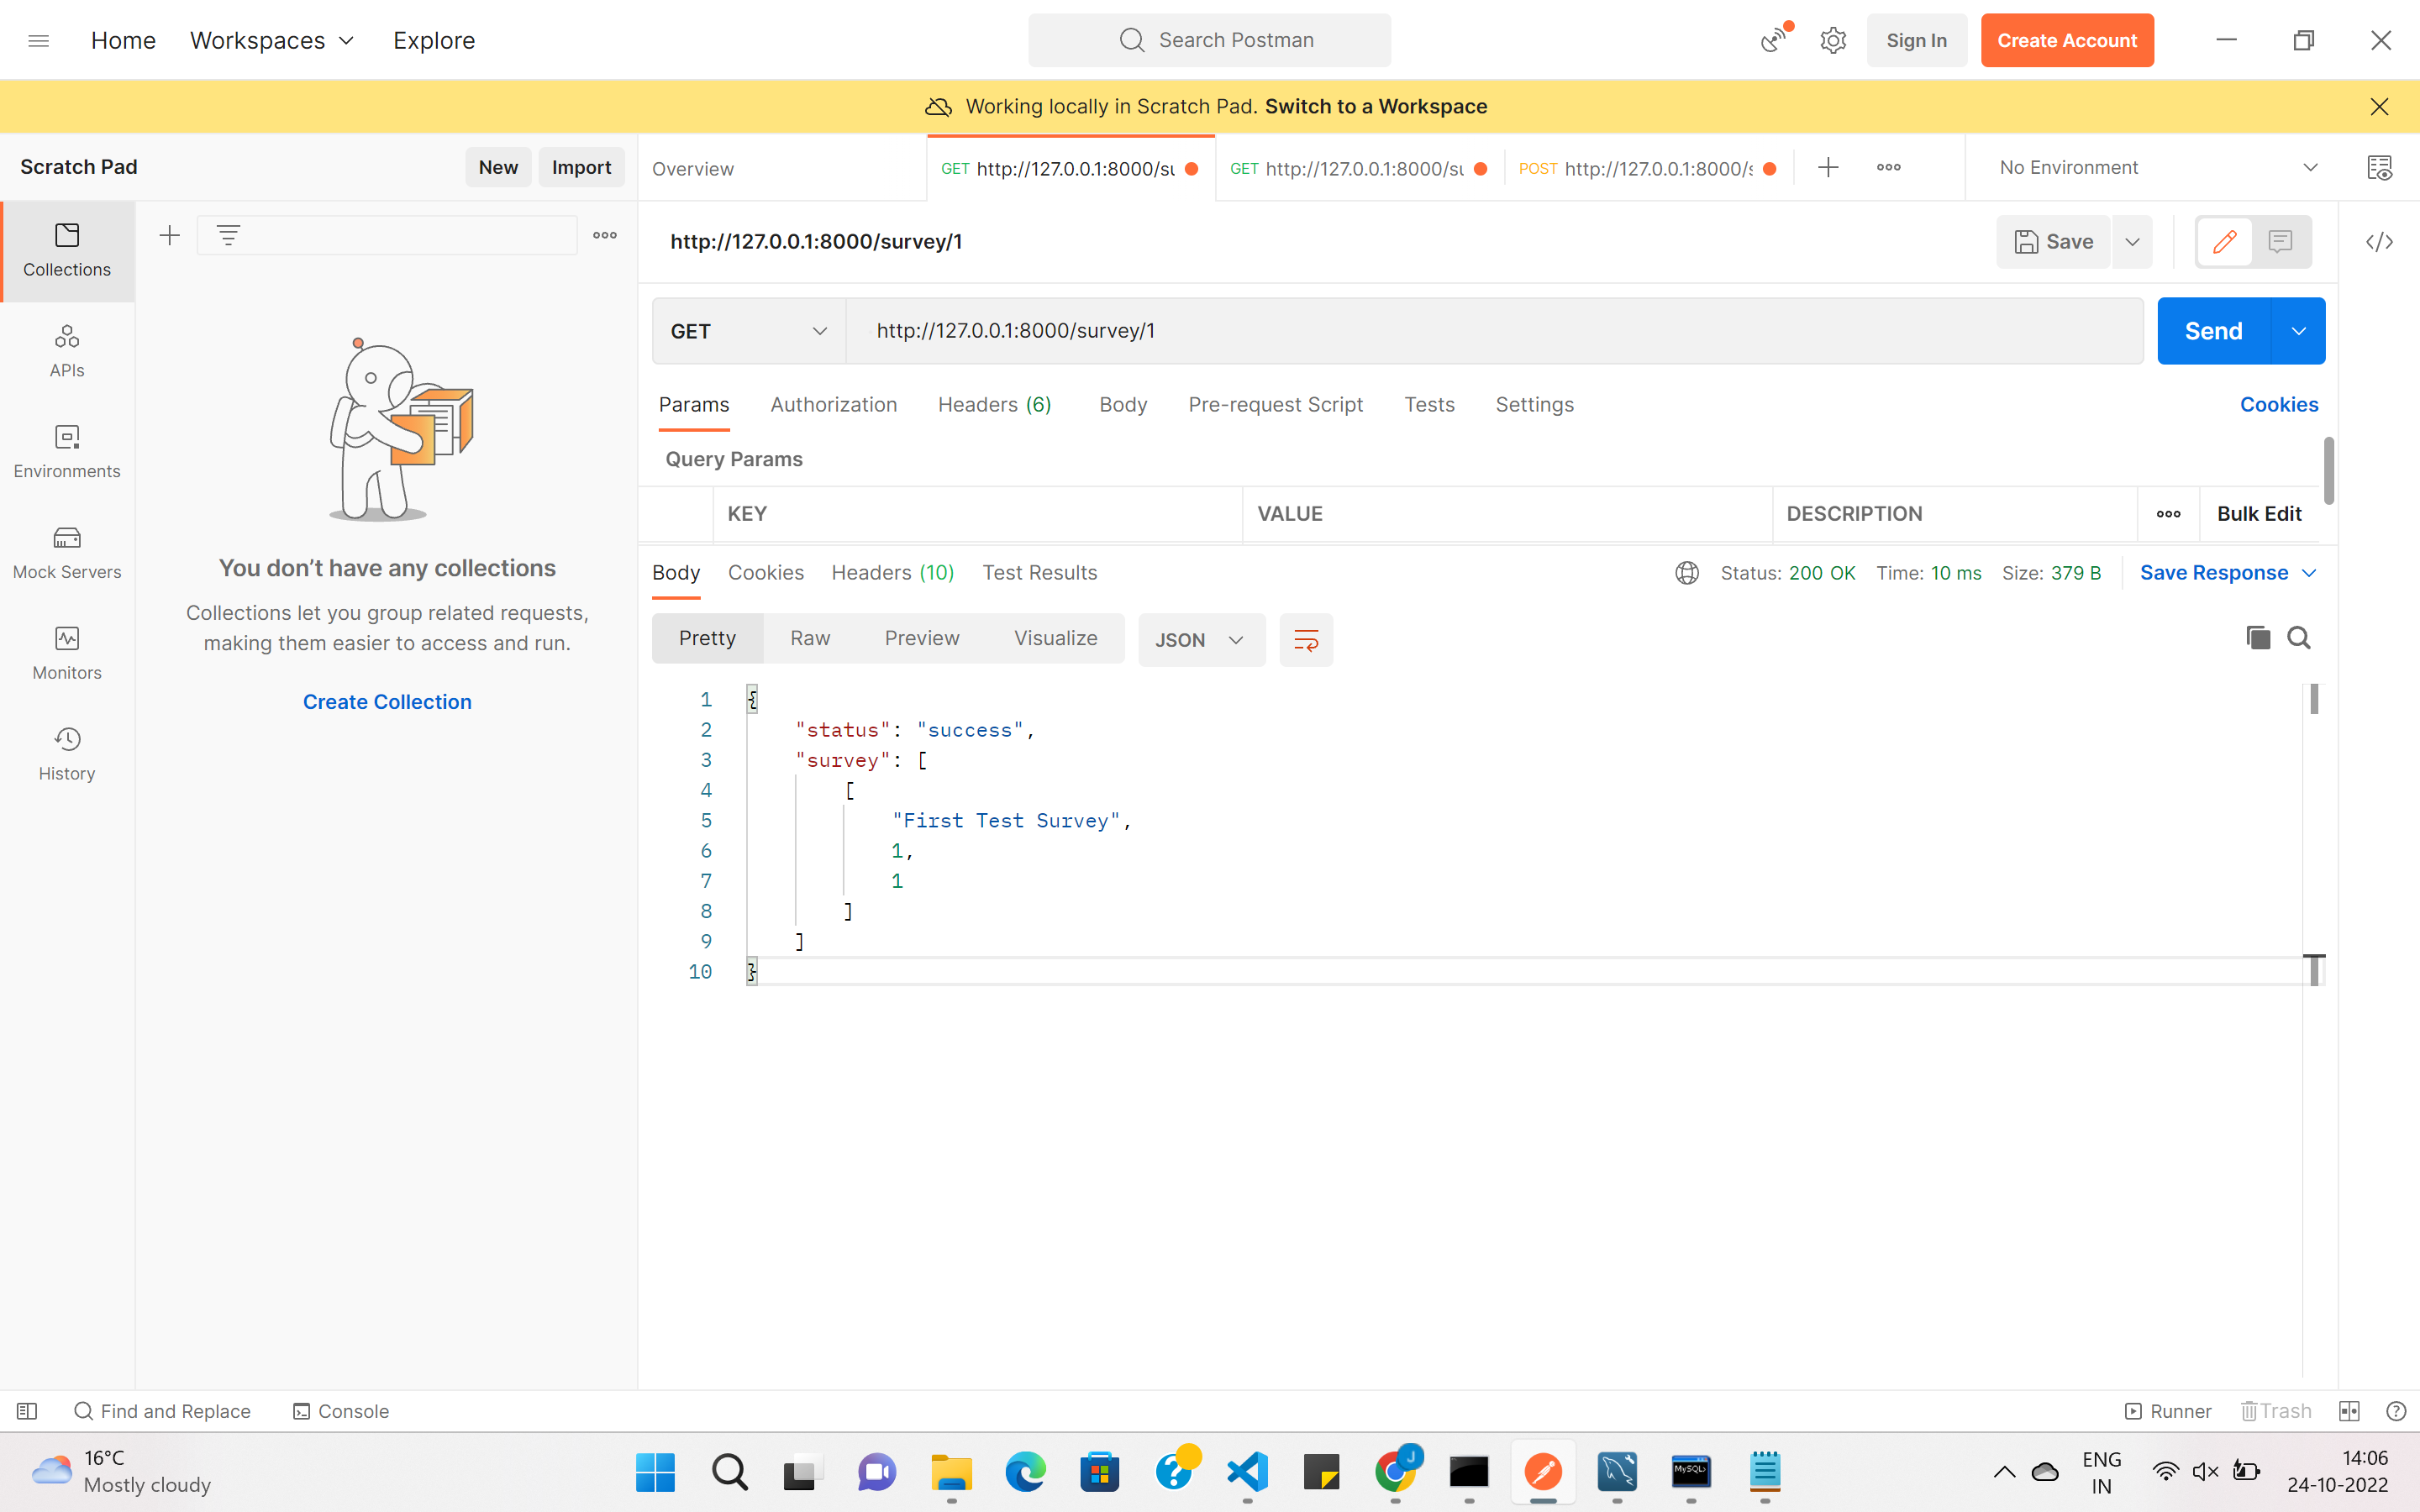 Home Workspaces Explore Search Postman Sign In Create Account
Working locally in Scratch Pad. Switch to a Workspace
Scratch Pad New Import Overview GET http://127.0.0.1:8000/su GET http://127.0.0.1:8000/su POST http://127.0.0.1:8000/s No Environment
http://127.0.0.1:8000/survey/1 Save
Collections
APIs
Environments
Mock Servers
Monitors
History
You don’t have any collections
Collections let you group related requests,
making them easier to access and run.
Create Collection
GET http://127.0.0.1:8000/survey/1 Send
Params Authorization Headers (6) Body Pre-request Script Tests Settings Cookies
Query Params
KEY VALUE DESCRIPTION Bulk Edit
Body Cookies Headers (10) Test Results Status: 200 OK Time: 10 ms Size: 379 B Save Response
Pretty Raw Preview Visualize JSON
1 {
2 "status": "success",
3 "survey": [
4 [
5 "First Test Survey",
6 1,
7 1
8 ]
9 ]
10 }
Find and Replace Console Runner Trash
16°C
Mostly cloudy
J
MySQL>
ENG
IN
14:06
24-10-2022